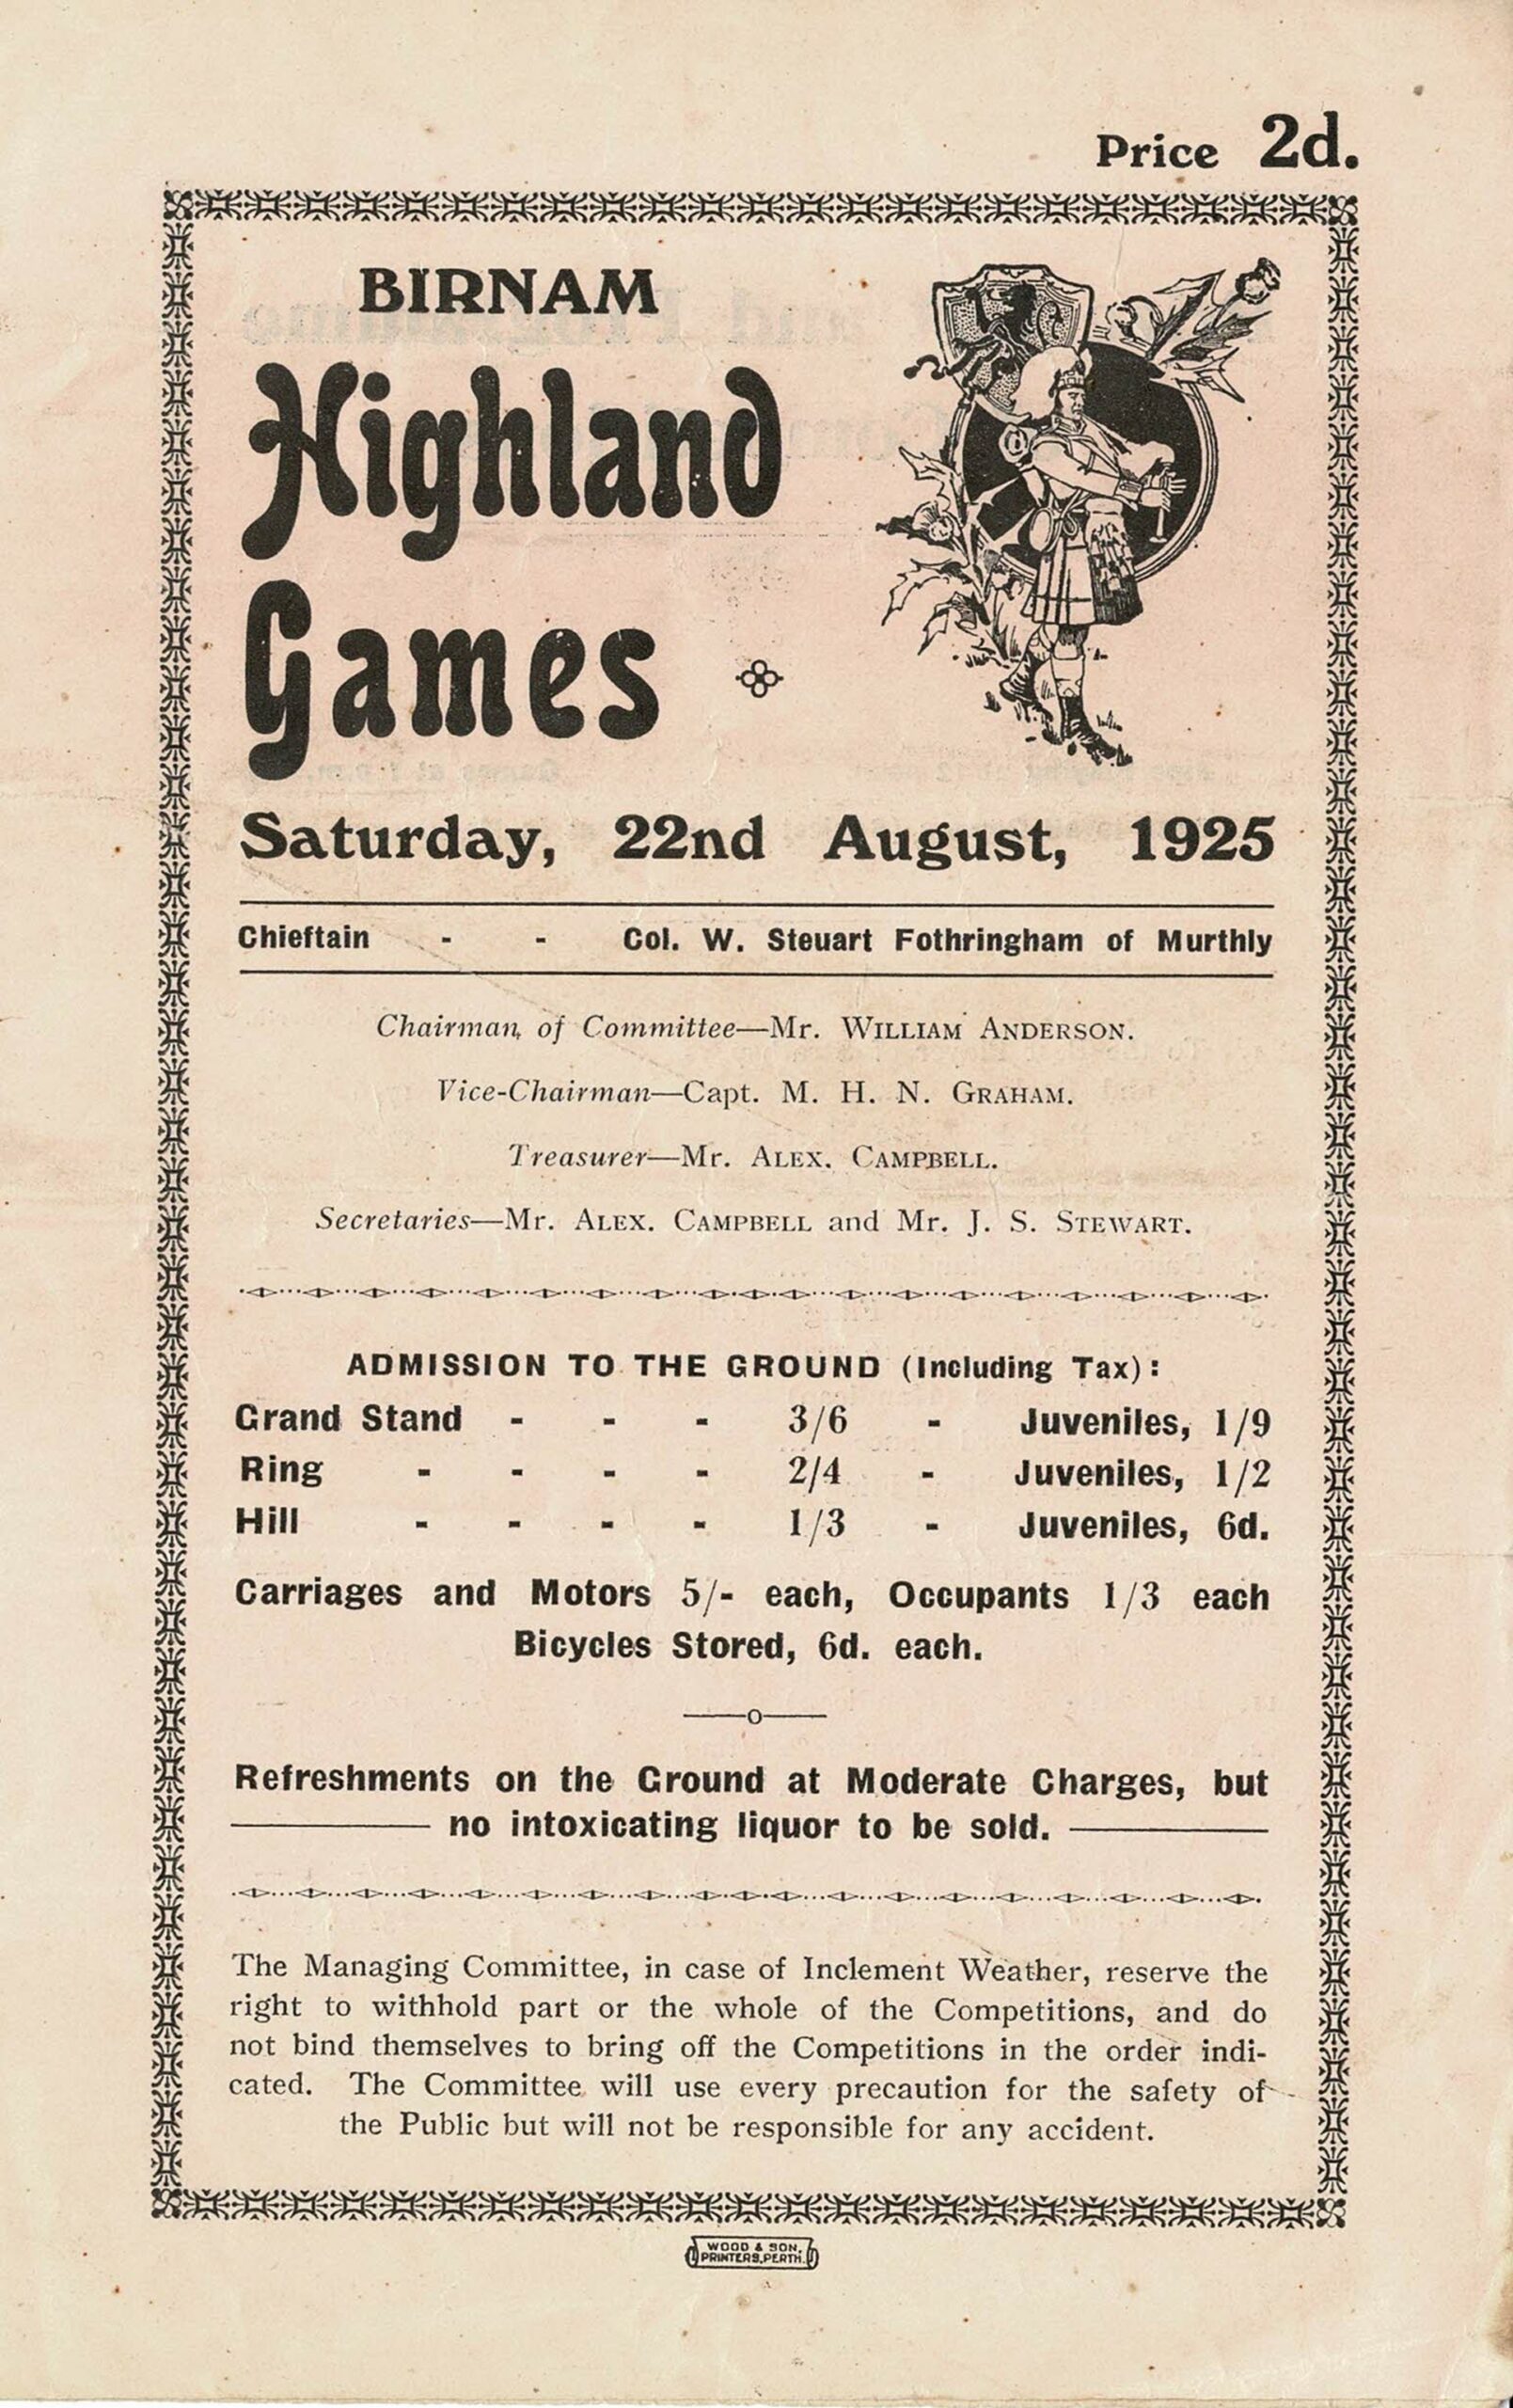 Price 2d.
BIRNAM
Highland
Games
Saturday, 22nd August, 1925
Chieftain - - Col. W. Steuart Fothringham of Murthly
Chairman of Committee—Mr. WILLIAM ANDERSON.
Vice-Chairman—Capt. M. H. N. GRAHAM.
Treasurer—Mr. ALEX. CAMPBELL.
Secretaries—Mr. ALEX. CAMPBELL and Mr. J. S. STEWART.
ADMISSION TO THE GROUND (Including Tax):
Grand Stand - - - 3/6 - Juveniles, 1/9
Ring - - - - 2/4 - Juveniles, 1/2
Hill - - - - 1/3 - Juveniles, 6d.
Carriages and Motors 5/- each, Occupants 1/3 each
Bicycles Stored, 6d. each.
Refreshments on the Ground at Moderate Charges, but
no intoxicating liquor to be sold.
The Managing Committee, in case of Inclement Weather, reserve the
right to withhold part or the whole of the Competitions, and do
not bind themselves to bring off the Competitions in the order indi-
cated. The Committee will use every precaution for the safety of
the Public but will not be responsible for any accident.
WOOD & SON,
PRINTERS, PERTH.